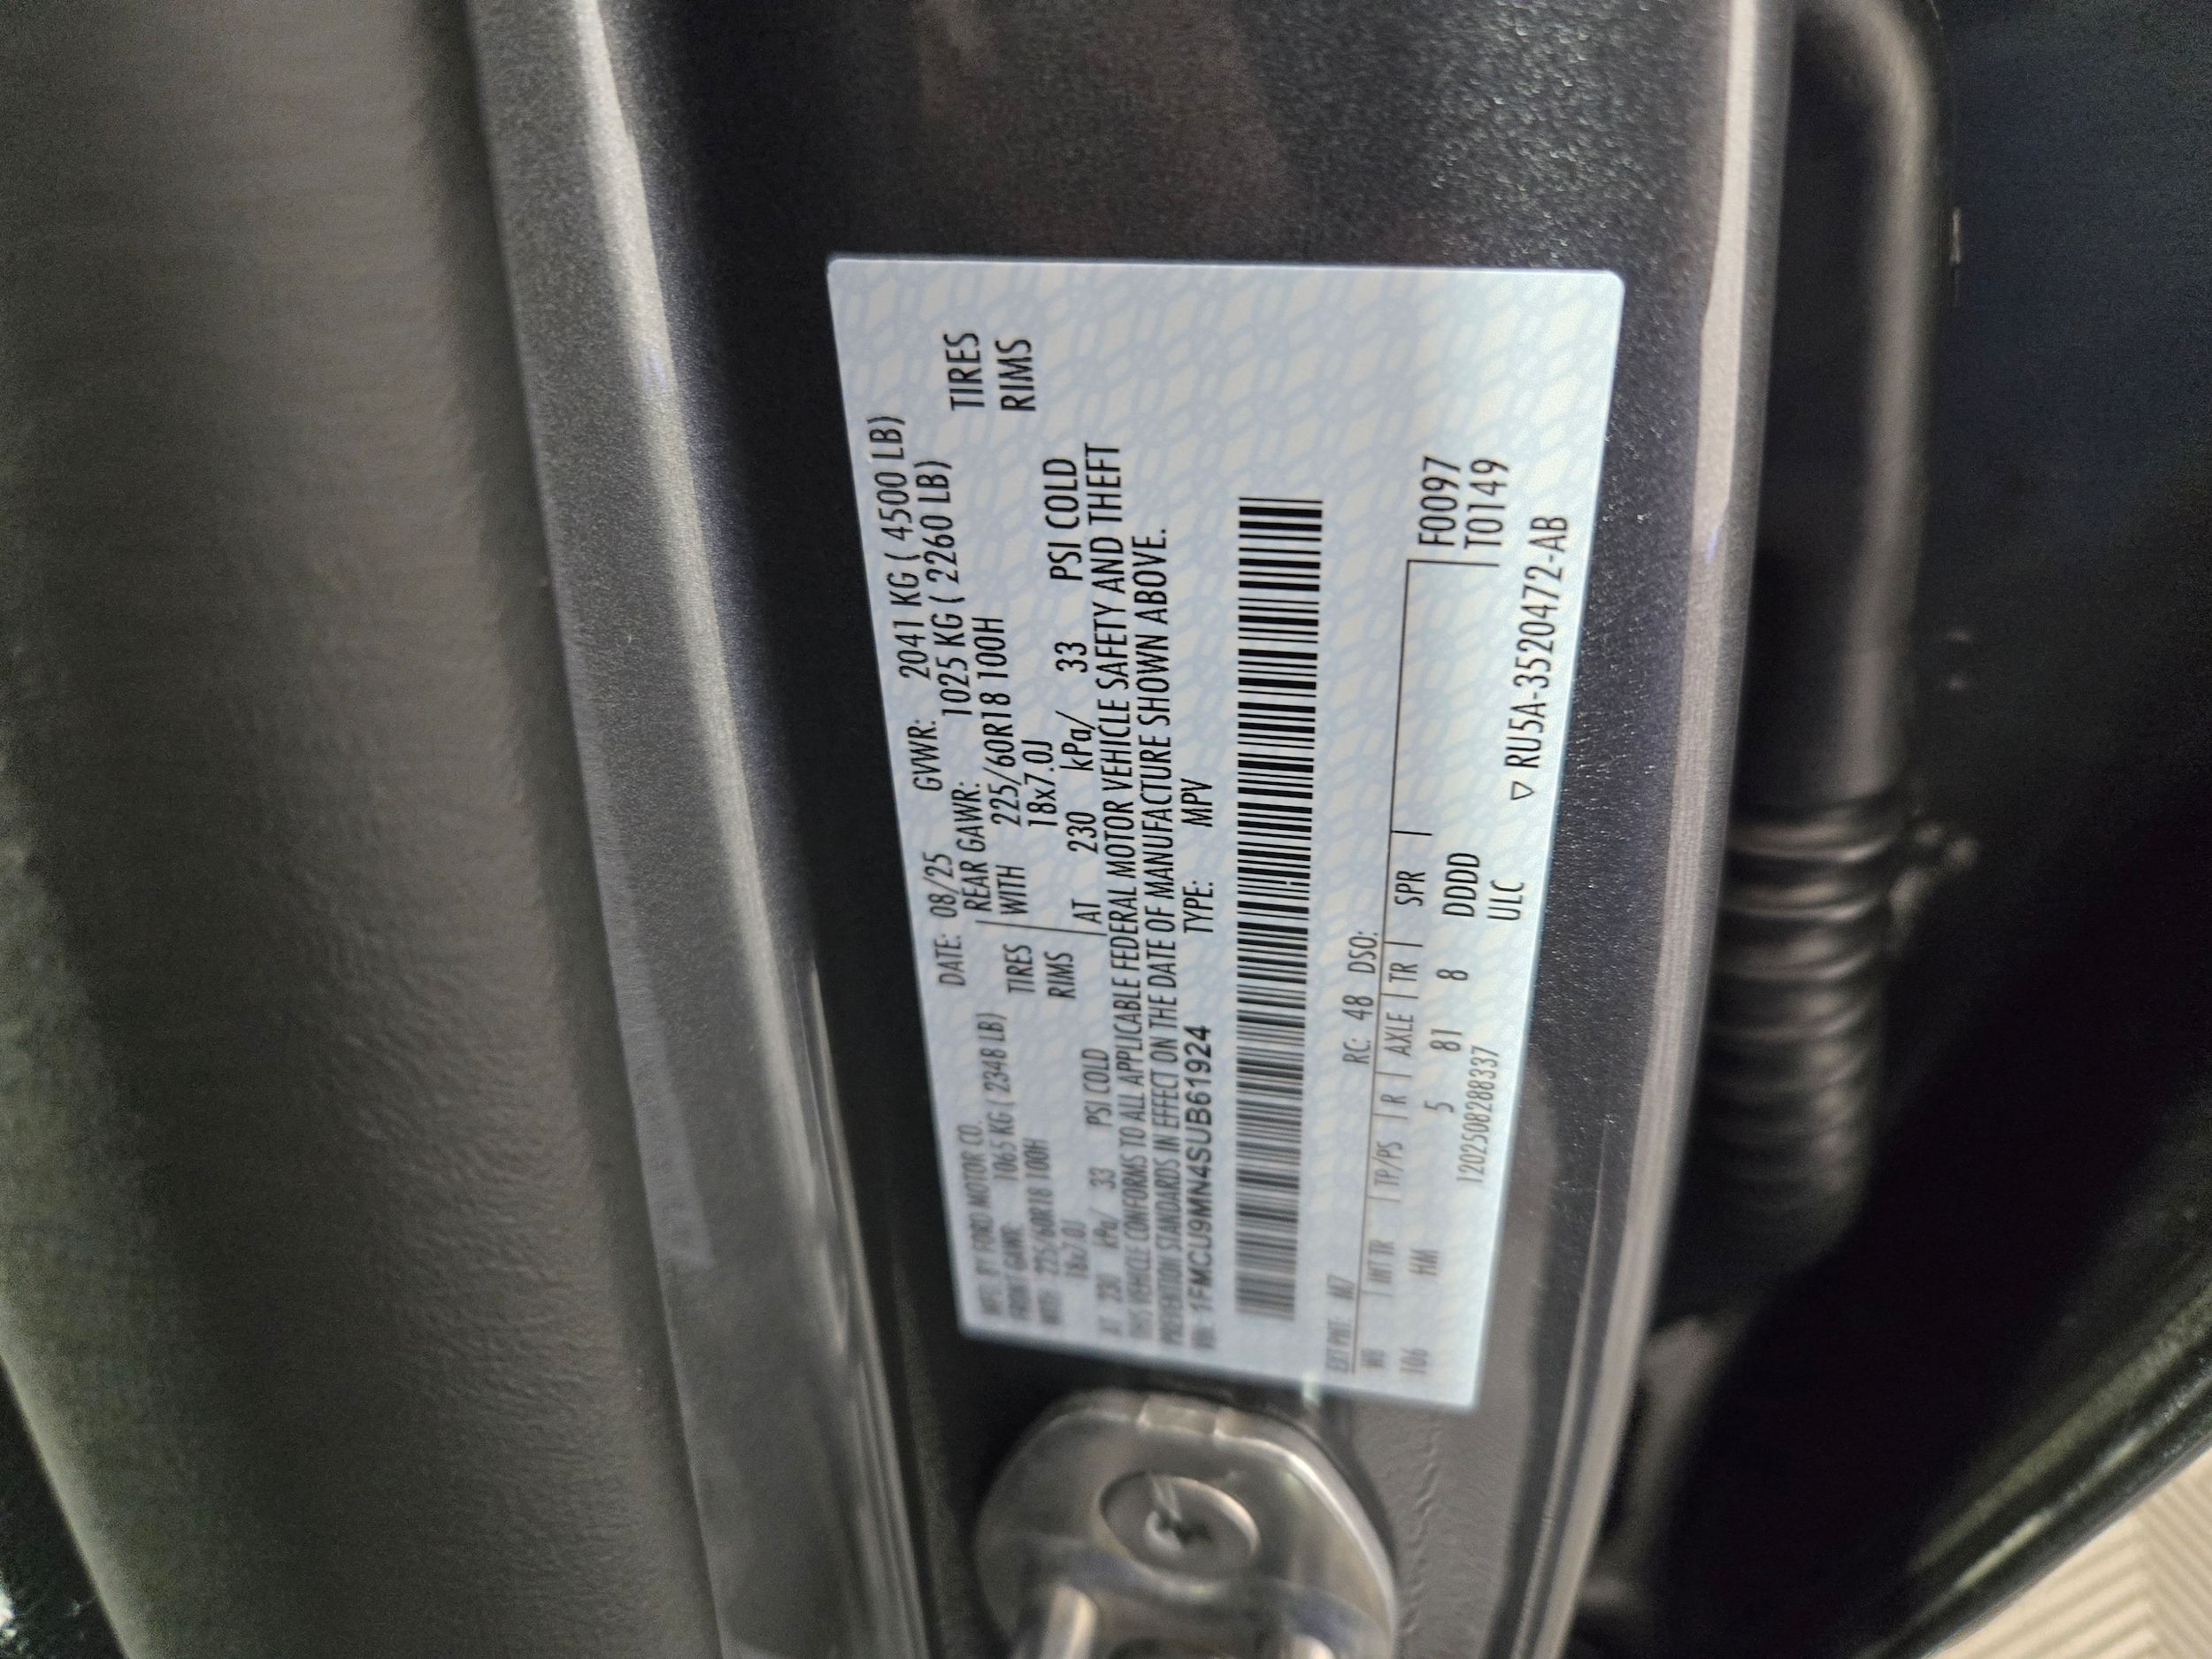 MFD. BY FORD MOTOR CO.
DATE: 08/25 GVWR: 2041 KG ( 4500 LB)
FRONT GAWR: 1065 KG ( 2348 LB) REAR GAWR: 1025 KG ( 2260 LB)
WITH 225/60R18 100H TIRES WITH 225/60R18 100H TIRES
18x7.0J RIMS 18x7.0J RIMS
AT 230 kPa/ 33 PSI COLD AT 230 kPa/ 33 PSI COLD
THIS VEHICLE CONFORMS TO ALL APPLICABLE FEDERAL MOTOR VEHICLE SAFETY AND THEFT
PREVENTION STANDARDS IN EFFECT ON THE DATE OF MANUFACTURE SHOWN ABOVE.
VIN: 1FMCU9MN4SUB61924 TYPE: MPV
EXT PNT: M7 RC: 48 DSO:
WB INT TR TP/PS R AXLE TR SPR F0097
106 HM 5 81 8 DDDD T0149
1202508288337 ULC ▽ RU5A-3520472-AB